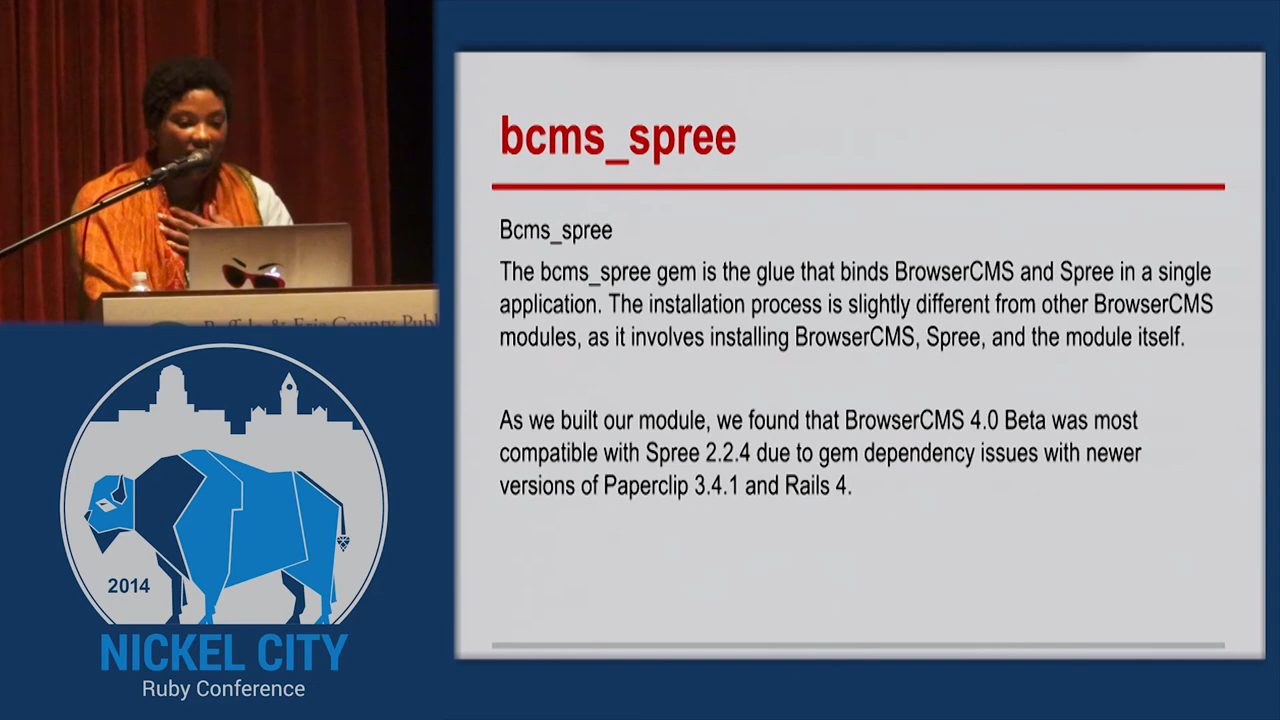 bcms_spree
Bcms_spree
The bcms_spree gem is the glue that binds BrowserCMS and Spree in a single
application. The installation process is slightly different from other BrowserCMS
modules, as it involves installing BrowserCMS, Spree, and the module itself.
As we built our module, we found that BrowserCMS 4.0 Beta was most
compatible with Spree 2.2.4 due to gem dependency issues with newer
versions of Paperclip 3.4.1 and Rails 4.
Buffalo & Erie County Publ
2014
NICKEL CITY
Ruby Conference